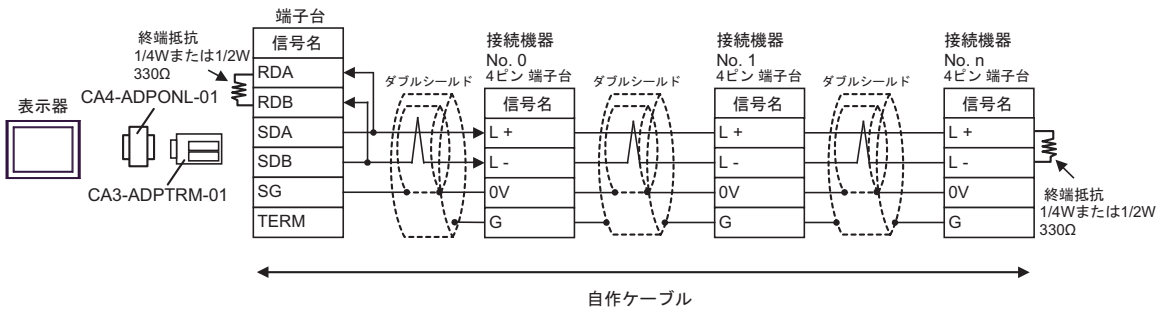 端子台
信号名
RDA
RDB
SDA
SDB
SG
TERM
終端抵抗
1/4Wまたは1/2W
330Ω
表示器
CA4-ADPONL-01
CA3-ADPTRM-01
ダブルシールド
接続機器
No. 0
4ピン 端子台
信号名
L +
L -
0V
G
ダブルシールド
接続機器
No. 1
4ピン 端子台
信号名
L +
L -
0V
G
ダブルシールド
接続機器
No. n
4ピン 端子台
信号名
L +
L -
0V
G
終端抵抗
1/4Wまたは1/2W
330Ω
自作ケーブル